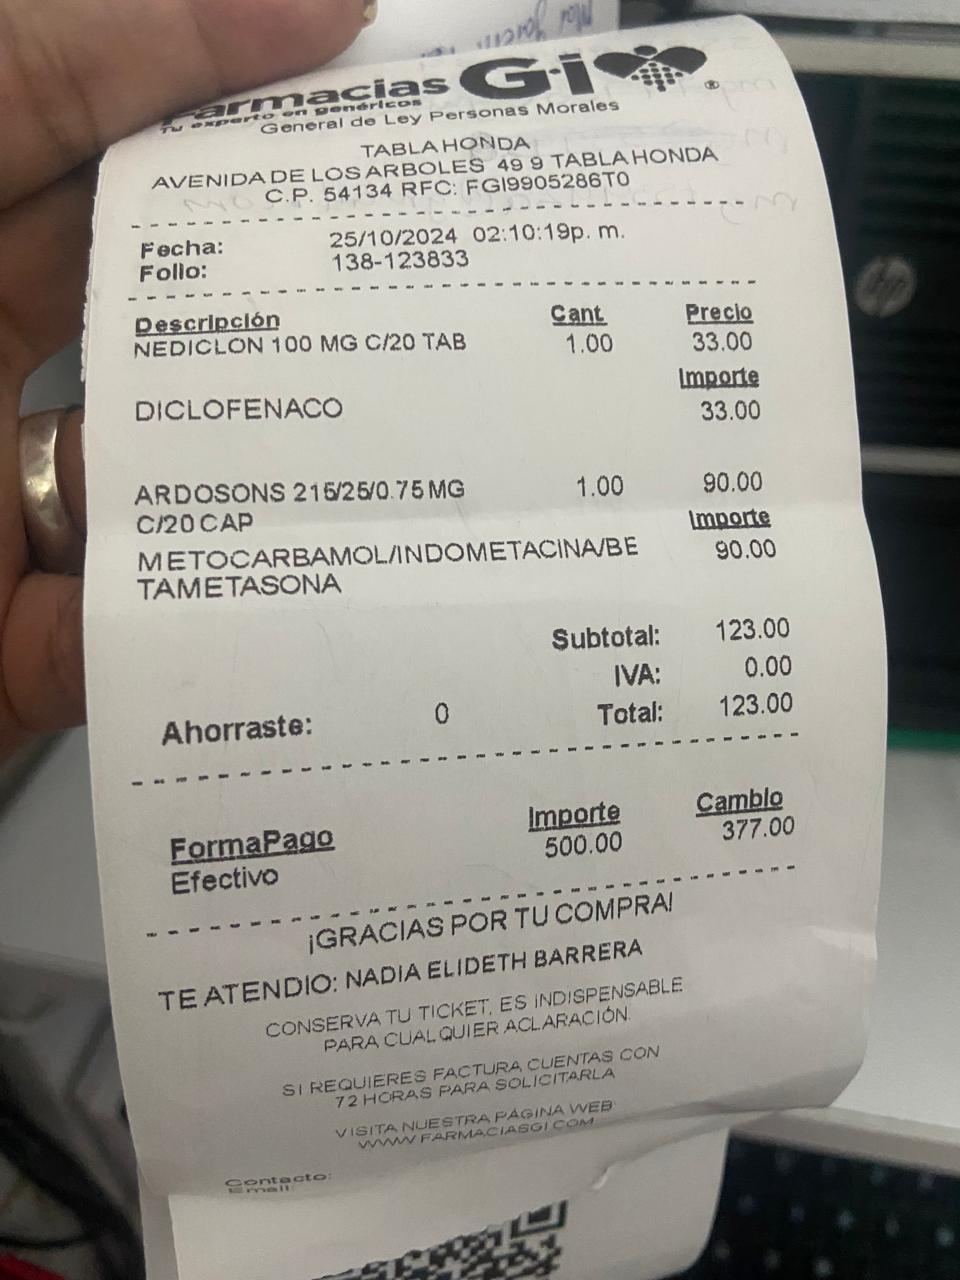 Farmacias Gi ®
Tu experto en genéricos
General de Ley Personas Morales
TABLA HONDA
AVENIDA DE LOS ARBOLES 49 9 TABLA HONDA
C.P. 54134 RFC: FGI9905286T0
Fecha: 25/10/2024 02:10:19p. m.
Folio: 138-123833
Descripción Cant Precio
NEDICLON 100 MG C/20 TAB 1.00 33.00
Importe
DICLOFENACO 33.00
ARDOSONS 215/25/0.75 MG 1.00 90.00
C/20 CAP Importe
METOCARBAMOL/INDOMETACINA/BE 90.00
TAMETASONA
Subtotal: 123.00
IVA: 0.00
Ahorraste: 0 Total: 123.00
FormaPago Importe Cambio
Efectivo 500.00 377.00
¡GRACIAS POR TU COMPRA!
TE ATENDIO: NADIA ELIDETH BARRERA
CONSERVA TU TICKET, ES INDISPENSABLE
PARA CUALQUIER ACLARACIÓN.
SI REQUIERES FACTURA CUENTAS CON
72 HORAS PARA SOLICITARLA
VISITA NUESTRA PÁGINA WEB:
WWW.FARMACIASGI.COM
Contacto:
Email:
hp